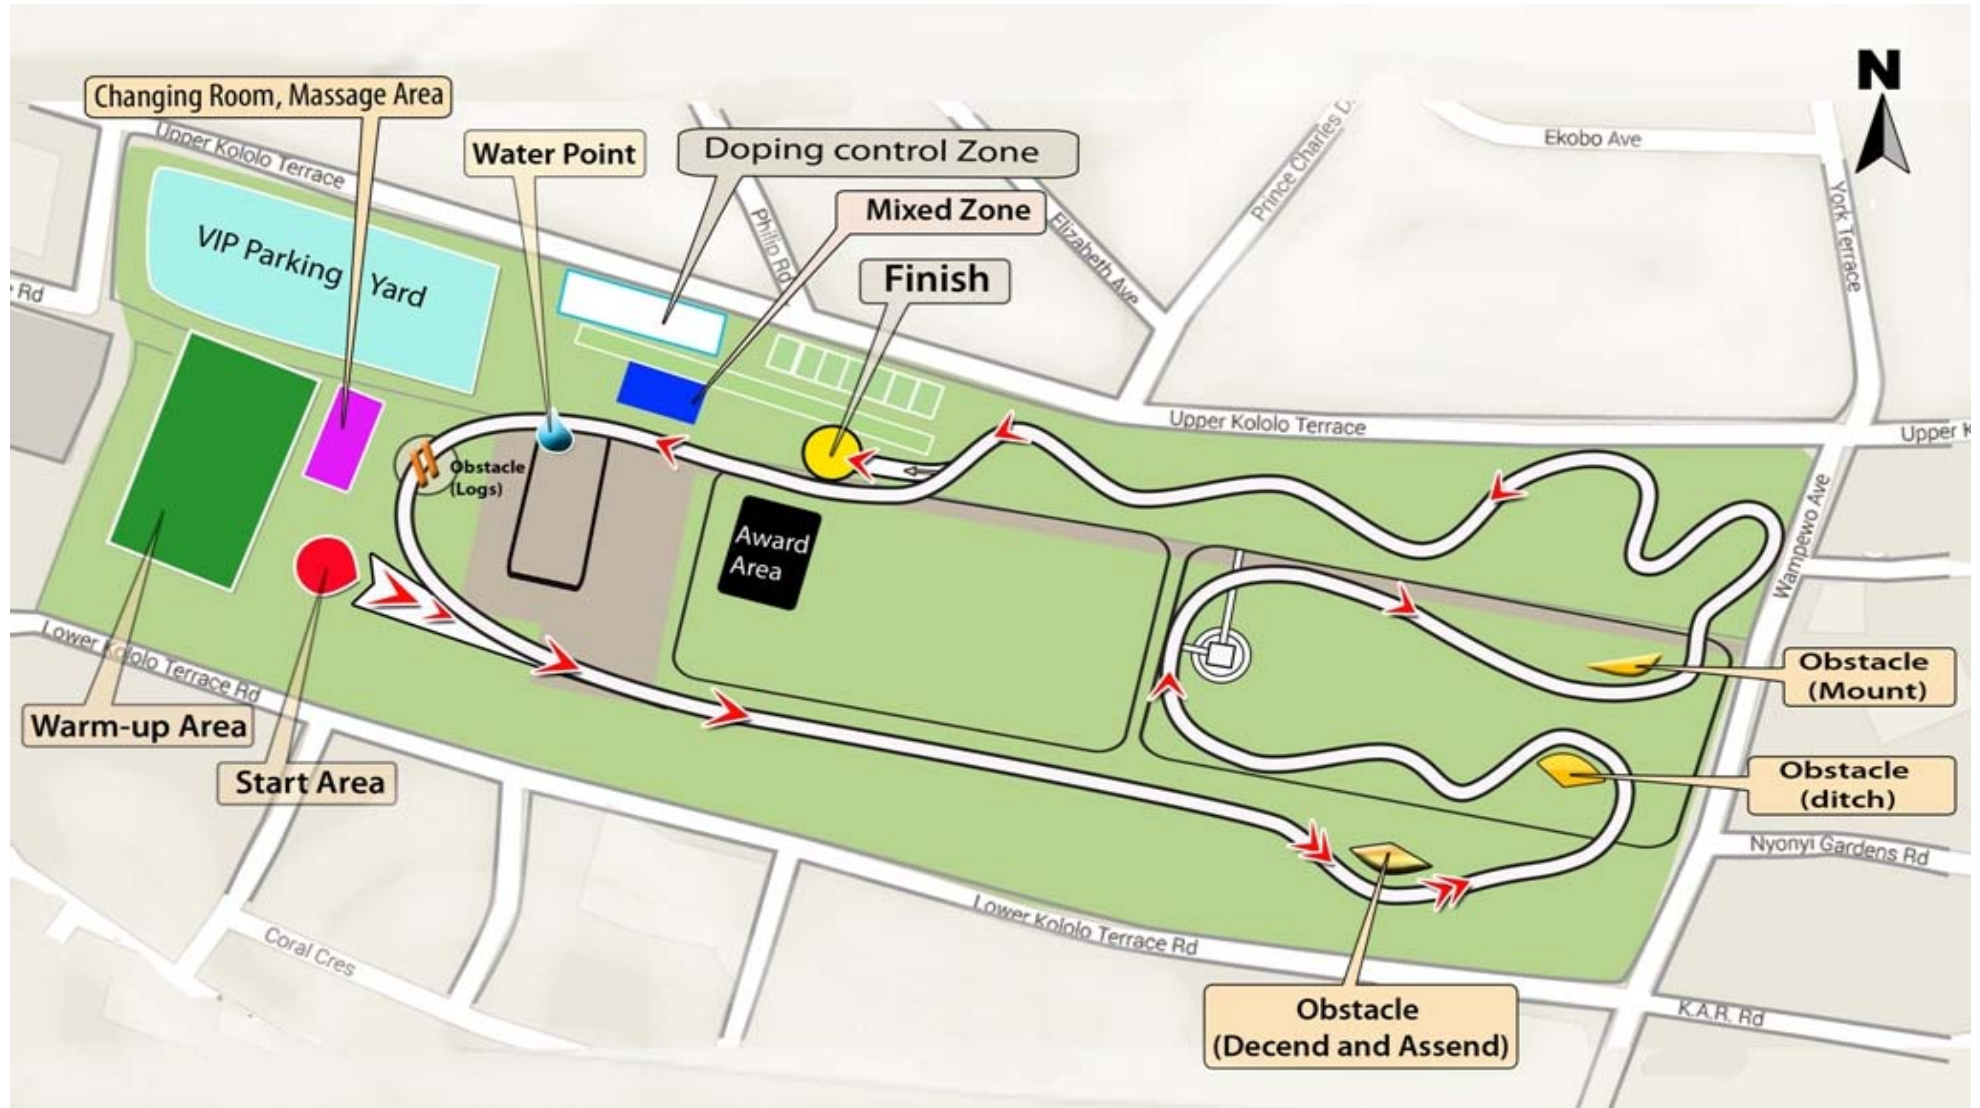 N
Changing Room, Massage Area
Upper Kololo Terrace
Water Point
Doping control Zone
Mixed Zone
Finish
Philip Rd
Elizabeth Ave
Prince Charles D
Ekobo Ave
York Terrace
VIP Parking Yard
Rd
Upper Kololo Terrace
Upper K
Obstacle
(Logs)
Award
Area
Wampewo Ave
Obstacle
(Mount)
Lower Kololo Terrace Rd
Warm-up Area
Start Area
Obstacle
(ditch)
Nyonyi Gardens Rd
Lower Kololo Terrace Rd
Coral Cres
Obstacle
(Decend and Assend)
K.A.R. Rd